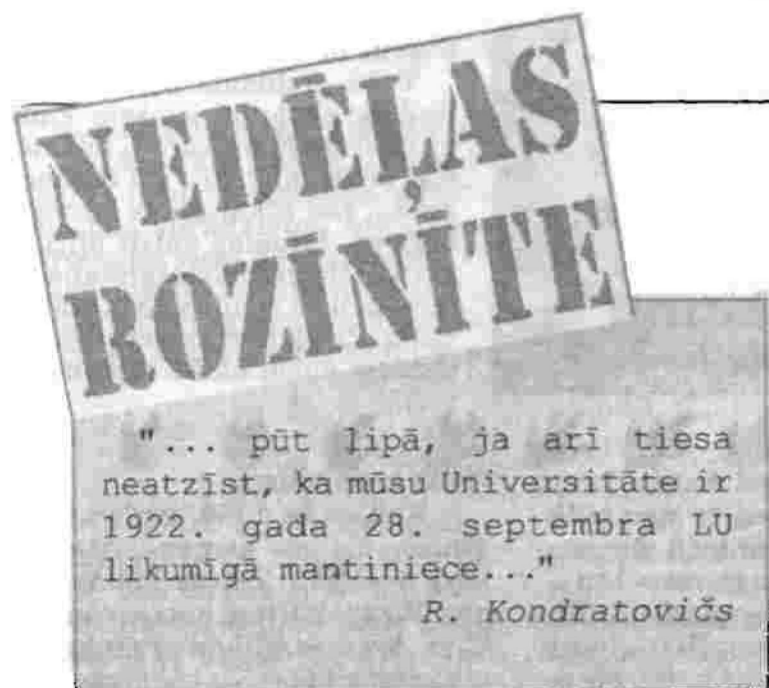 NEDĒĻAS
ROZĪNĪTE
"... pūt ļipā, ja arī tiesa
neatzīst, ka mūsu Universitāte ir
1922. gada 28. septembra LU
likumīgā mantiniece..."
R. Kondratovičs